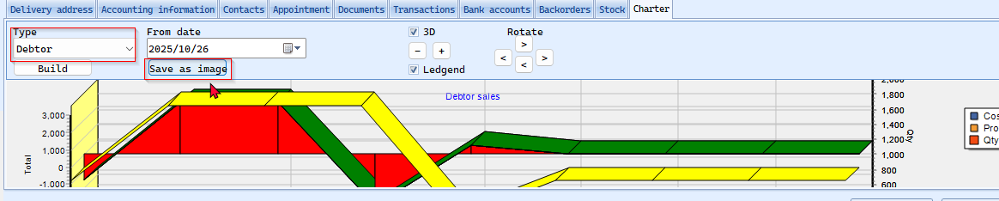 Delivery address Accounting information Contacts Appointment Documents Transactions Bank accounts Backorders Stock Charter
Type From date 3D Rotate
Debtor 2025/10/26
Build Save as image Ledgend
Debtor sales
3,000
2,000
1,000
0
-1,000
Total
2,000
1,800
1,600
1,400
1,200
1,000
800
600
Qty
Cos
Pro
Qty